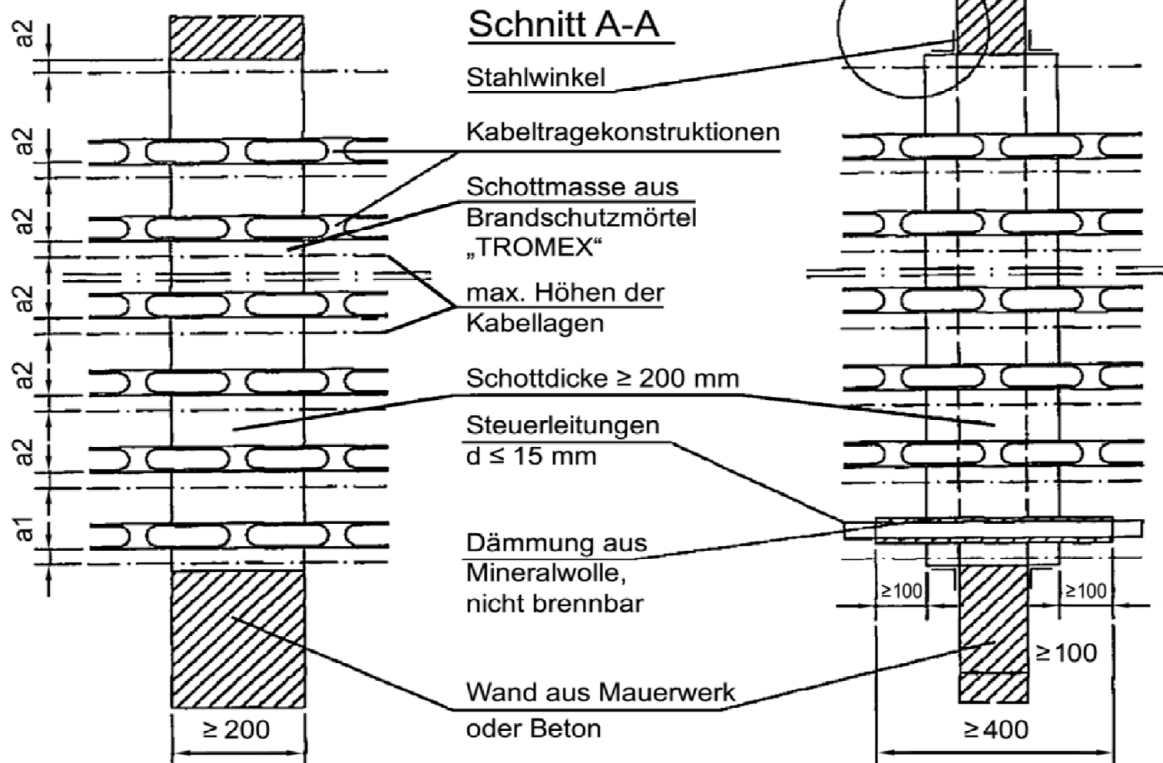 Schnitt A-A
Stahlwinkel
Kabeltragekonstruktionen
Schottmasse aus
Brandschutzmörtel
„TROMEX“
max. Höhen der
Kabellagen
Schottdicke ≥ 200 mm
Steuerleitungen
d ≤ 15 mm
Dämmung aus
Mineralwolle,
nicht brennbar
Wand aus Mauerwerk
oder Beton
a2
a2
a2
a2
a2
a2
a1
≥ 200
≥100
≥100
≥100
≥400